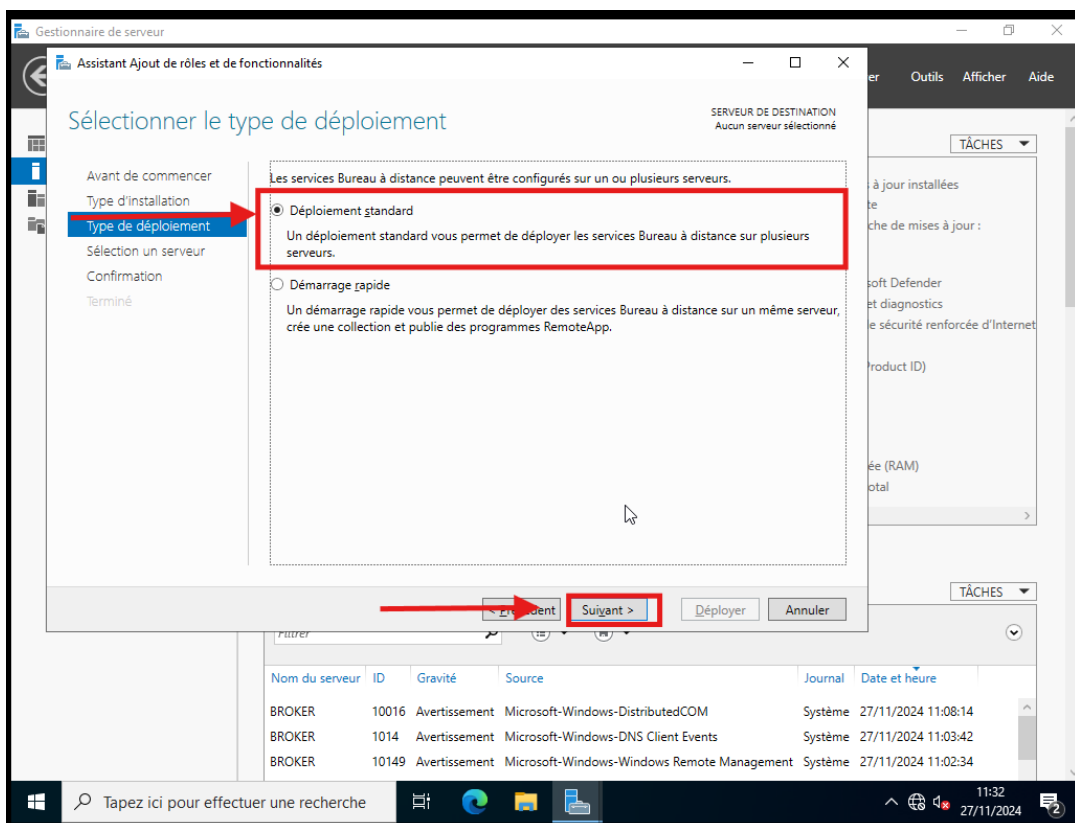 Gestionnaire de serveur
Assistant Ajout de rôles et de fonctionnalités
er Outils Afficher Aide
Sélectionner le type de déploiement
SERVEUR DE DESTINATION
Aucun serveur sélectionné
Avant de commencer
Type d'installation
Type de déploiement
Sélection un serveur
Confirmation
Terminé
Les services Bureau à distance peuvent être configurés sur un ou plusieurs serveurs.
Déploiement standard
Un déploiement standard vous permet de déployer les services Bureau à distance sur plusieurs
serveurs.
Démarrage rapide
Un démarrage rapide vous permet de déployer des services Bureau à distance sur un même serveur,
crée une collection et publie des programmes RemoteApp.
< Précédent Suivant > Déployer Annuler
TÂCHES
à jour installées
te
che de mises à jour :
soft Defender
et diagnostics
e sécurité renforcée d'Internet
Product ID)
ée (RAM)
otal
TÂCHES
Filtrer
Nom du serveur ID Gravité Source Journal Date et heure
BROKER 10016 Avertissement Microsoft-Windows-DistributedCOM Système 27/11/2024 11:08:14
BROKER 1014 Avertissement Microsoft-Windows-DNS Client Events Système 27/11/2024 11:03:42
BROKER 10149 Avertissement Microsoft-Windows-Windows Remote Management Système 27/11/2024 11:02:34
Tapez ici pour effectuer une recherche
11:32
27/11/2024
2